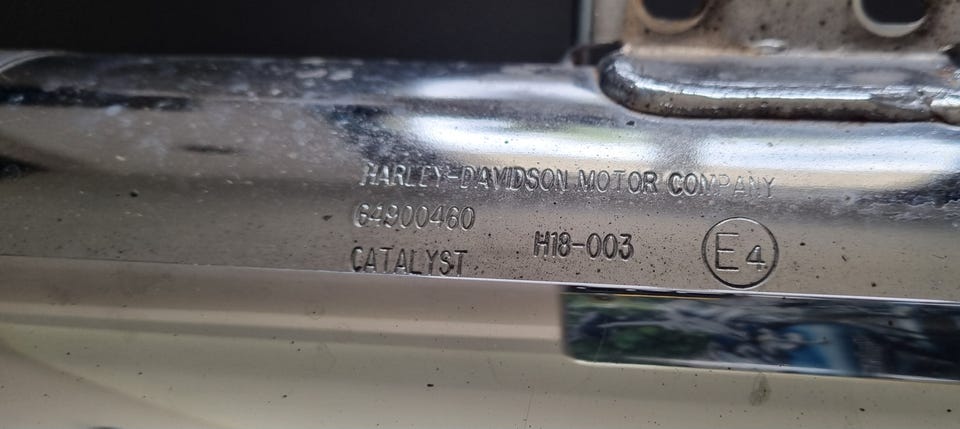 HARLEY-DAVIDSON MOTOR COMPANY
64900460
CATALYST H18-003 E4